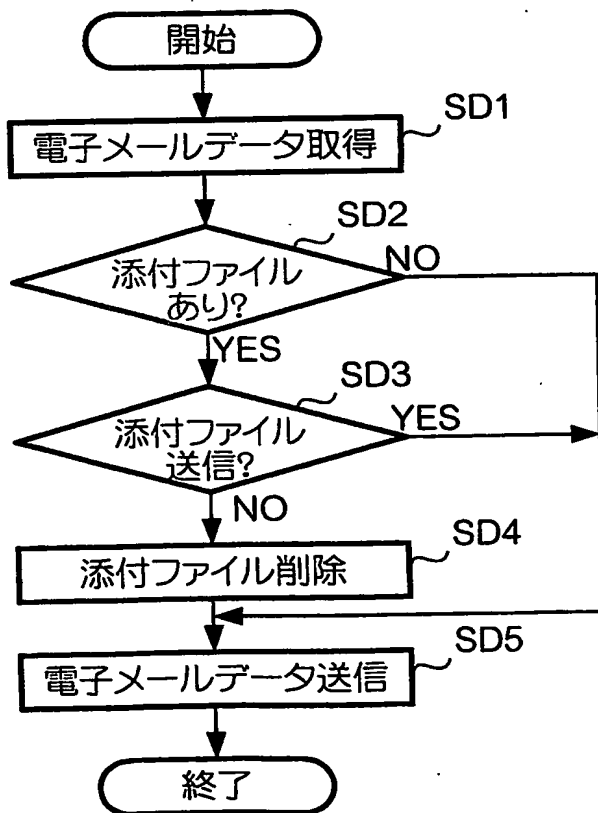 開始
SD1
電子メールデータ取得
SD2
NO
添付ファイル
あり?
YES
SD3
YES
添付ファイル
送信?
NO
SD4
添付ファイル削除
SD5
電子メールデータ送信
終了